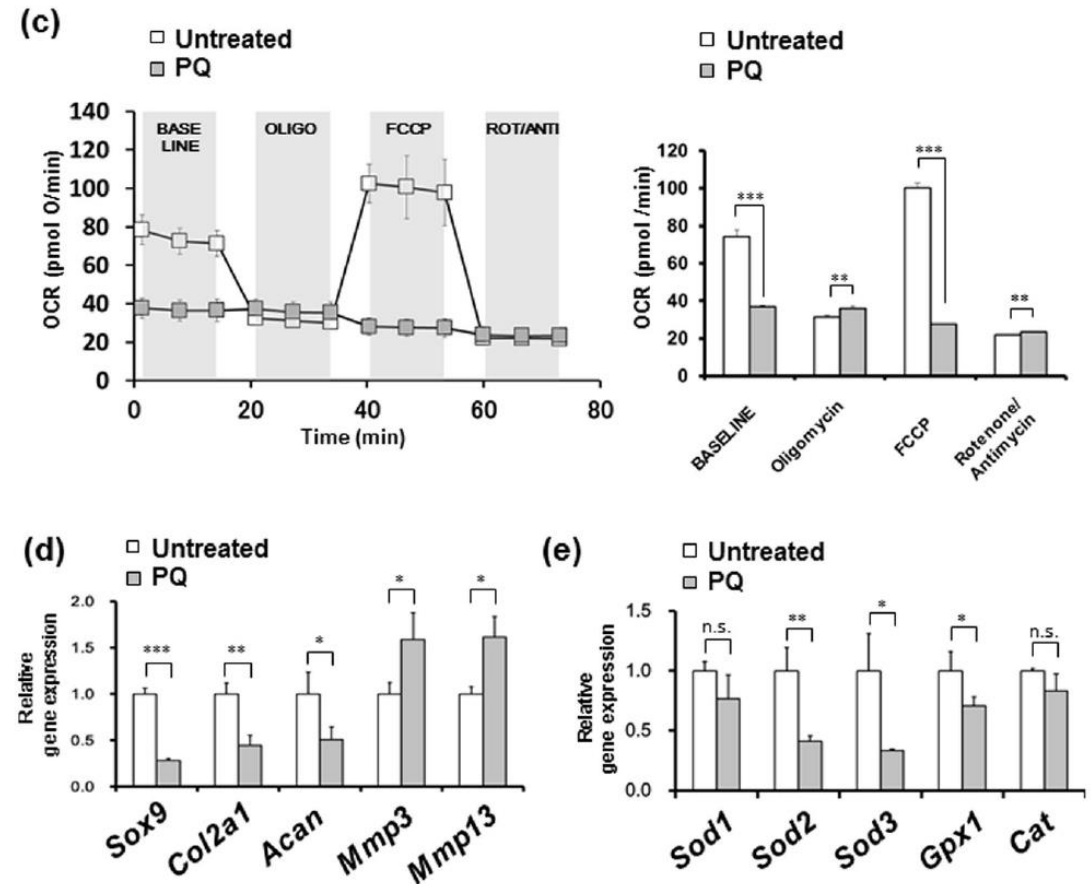 (c)
Untreated
PQ
OCR (pmol O/min)
140
120
100
80
60
40
20
0
BASE
LINE
OLIGO
FCCP
ROT/ANTI
0 20 40 60 80
Time (min)
Untreated
PQ
OCR (pmol /min)
120
100
80
60
40
20
0
***
**
***
**
BASELINE
Oligomycin
FCCP
Rotenone/
Antimycin
(d)
Untreated
PQ
Relative
gene expression
2.0
1.5
1.0
0.5
0.0
***
**
*
*
*
Sox9
Col2a1
Acan
Mmp3
Mmp13
(e)
Untreated
PQ
Relative
gene expression
1.5
1.0
0.5
0.0
n.s.
**
*
*
n.s.
Sod1
Sod2
Sod3
Gpx1
Cat